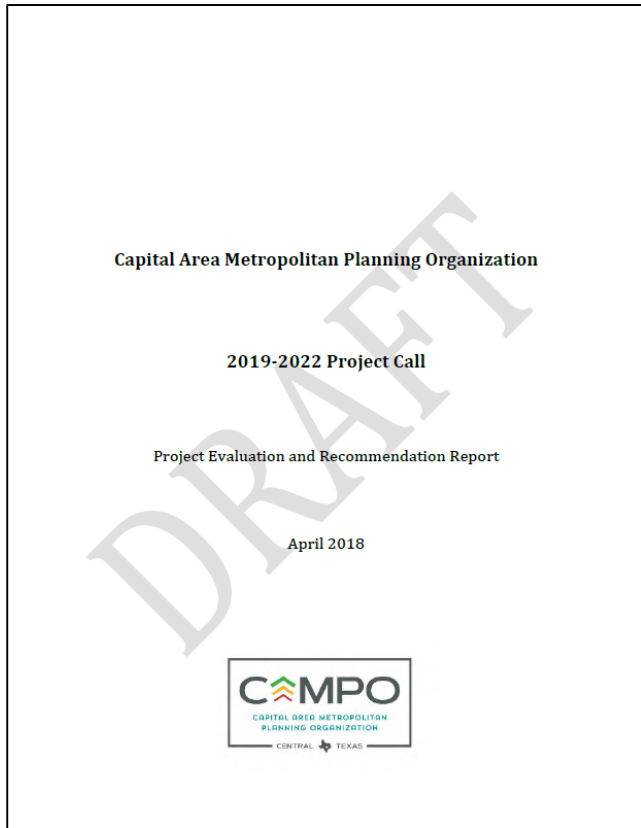 Capital Area Metropolitan Planning Organization
2019-2022 Project Call
DRAFT
Project Evaluation and Recommendation Report
April 2018
CAMPO
CAPITAL AREA METROPOLITAN
PLANNING ORGANIZATION
CENTRAL TEXAS